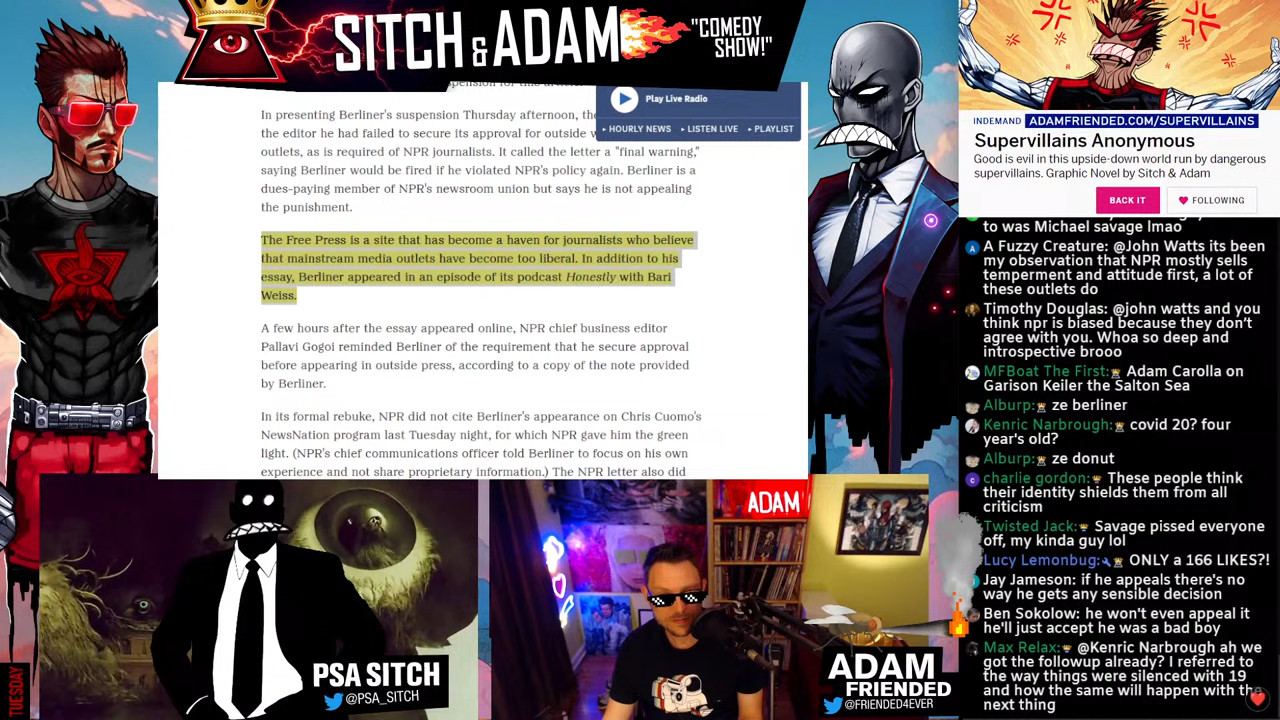 SITCH & ADAM
"COMEDY
SHOW!"
Play Live Radio
HOURLY NEWS
LISTEN LIVE
PLAYLIST
In presenting Berliner's suspension Thursday afternoon, the
the editor he had failed to secure its approval for outside
outlets, as is required of NPR journalists. It called the letter a "final warning,"
saying Berliner would be fired if he violated NPR's policy again. Berliner is a
dues-paying member of NPR's newsroom union but says he is not appealing
the punishment.
The Free Press is a site that has become a haven for journalists who believe
that mainstream media outlets have become too liberal. In addition to his
essay, Berliner appeared in an episode of its podcast Honestly with Bari
Weiss.
A few hours after the essay appeared online, NPR chief business editor
Pallavi Gogoi reminded Berliner of the requirement that he secure approval
before appearing in outside press, according to a copy of the note provided
by Berliner.
In its formal rebuke, NPR did not cite Berliner's appearance on Chris Cuomo's
NewsNation program last Tuesday night, for which NPR gave him the green
light. (NPR's chief communications officer told Berliner to focus on his own
experience and not share proprietary information.) The NPR letter also did
INDEMAND ADAMFRIENDED.COM/SUPERVILLAINS
Supervillains Anonymous
Good is evil in this upside-down world run by dangerous
supervillains. Graphic Novel by Sitch & Adam
BACK IT
FOLLOWING
to was Michael savage lmao
A Fuzzy Creature: @John Watts its been
my observation that NPR mostly sells
temperment and attitude first, a lot of
these outlets do
Timothy Douglas: @john watts and you
think npr is biased because they don't
agree with you. Whoa so deep and
introspective brooo
MFBoat The First: Adam Carolla on
Garison Keiler the Salton Sea
Alburp: ze berliner
Kenric Narbrough: covid 20? four
year's old?
Alburp: ze donut
charlie gordon: These people think
their identity shields them from all
criticism
Twisted Jack: Savage pissed everyone
off, my kinda guy lol
Lucy Lemonbug: ONLY a 166 LIKES?!
Jay Jameson: if he appeals there's no
way he gets any sensible decision
Ben Sokolow: he won't even appeal it
he'll just accept he was a bad boy
Max Relax: @Kenric Narbrough ah we
got the followup already? I referred to
the way things were silenced with 19
and how the same will happen with the
next thing
TUESDAY
PSA SITCH
@PSA_SITCH
ADAM
ADAM
FRIENDED
@FRIENDED4EVER